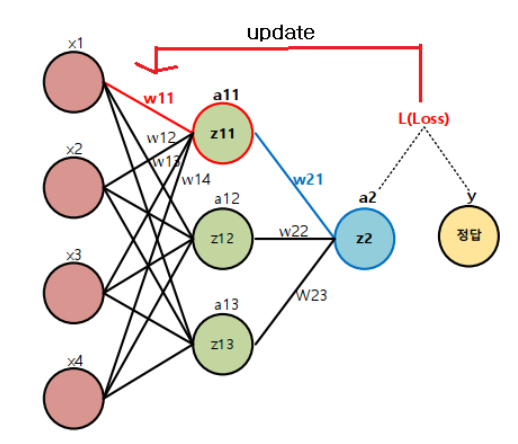 update
x1
w11
a11
L(Loss)
z11
w12
x2
w13
w14
w21
a12
a2
y
z12
w22
z2
정답
x3
a13
W23
z13
x4